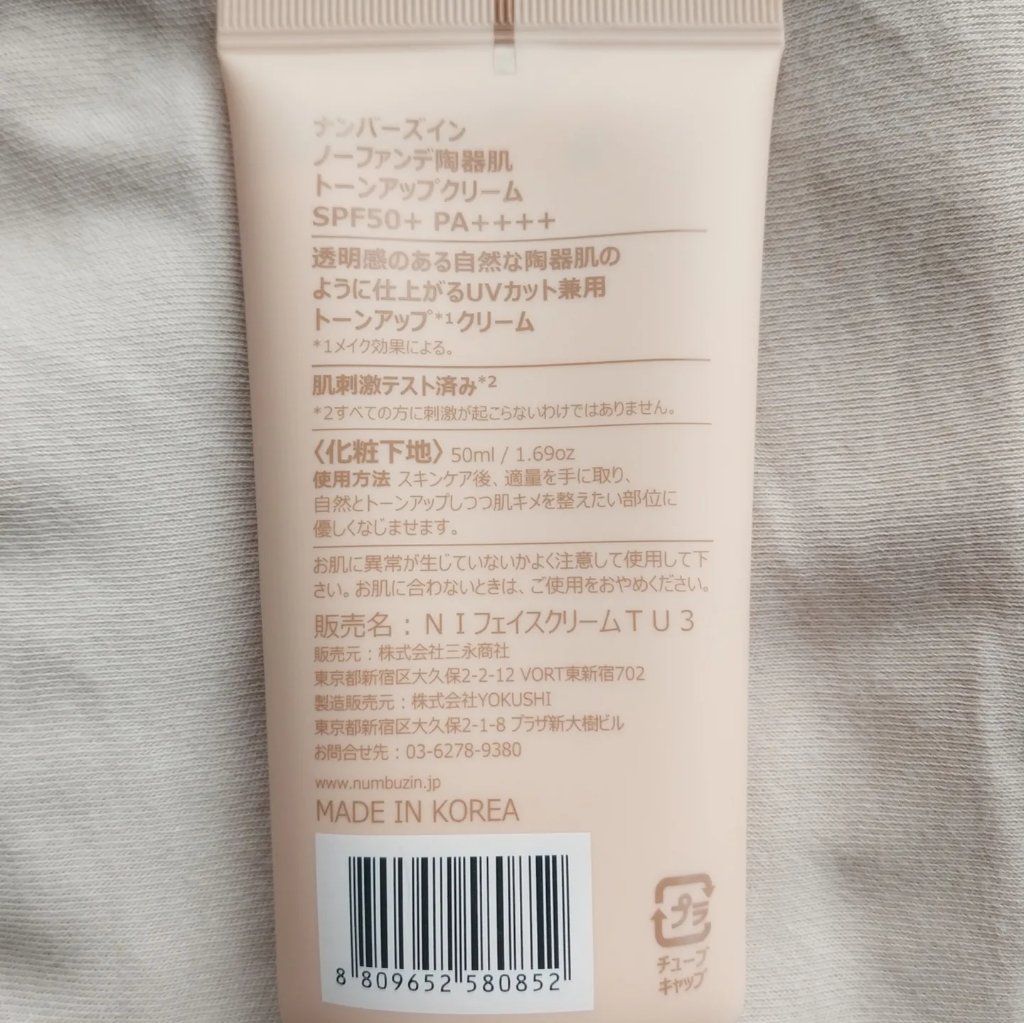 ナンバーズイン
ノーファンデ陶器肌
トーンアップクリーム
SPF50+ PA++++
透明感のある自然な陶器肌の
ように仕上がるUVカット兼用
トーンアップ*1クリーム
*1メイク効果による。
肌刺激テスト済み*2
*2すべての方に刺激が起こらないわけではありません。
〈化粧下地〉50ml / 1.69oz
使用方法 スキンケア後、適量を手に取り、
自然とトーンアップしつつ肌キメを整えたい部位に
優しくなじませます。
お肌に異常が生じていないかよく注意して使用して下
さい。お肌に合わないときは、ご使用をおやめください。
販売名：ＮＩフェイスクリームＴＵ３
販売元：株式会社三永商社
東京都新宿区大久保2-2-12 VORT東新宿702
製造販売元：株式会社YOKUSHI
東京都新宿区大久保2-1-8 プラザ新大樹ビル
お問合せ先：03-6278-9380
www.numbuzin.jp
MADE IN KOREA
8 809652 580852
プラ
チューブ
キャップ